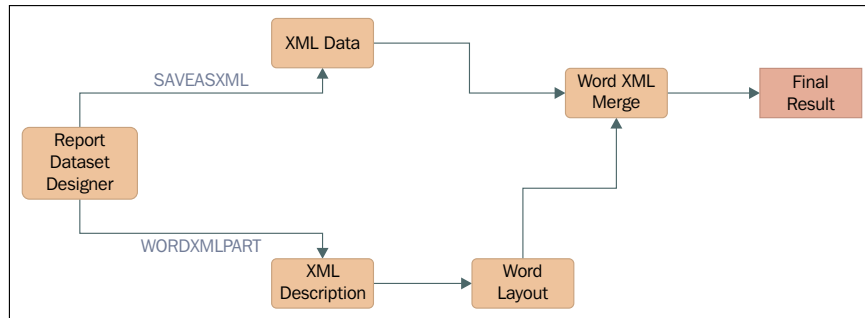 XML Data
SAVEASXML
Word XML
Merge
Final
Result
Report
Dataset
Designer
WORDXMLPART
XML
Description
Word
Layout